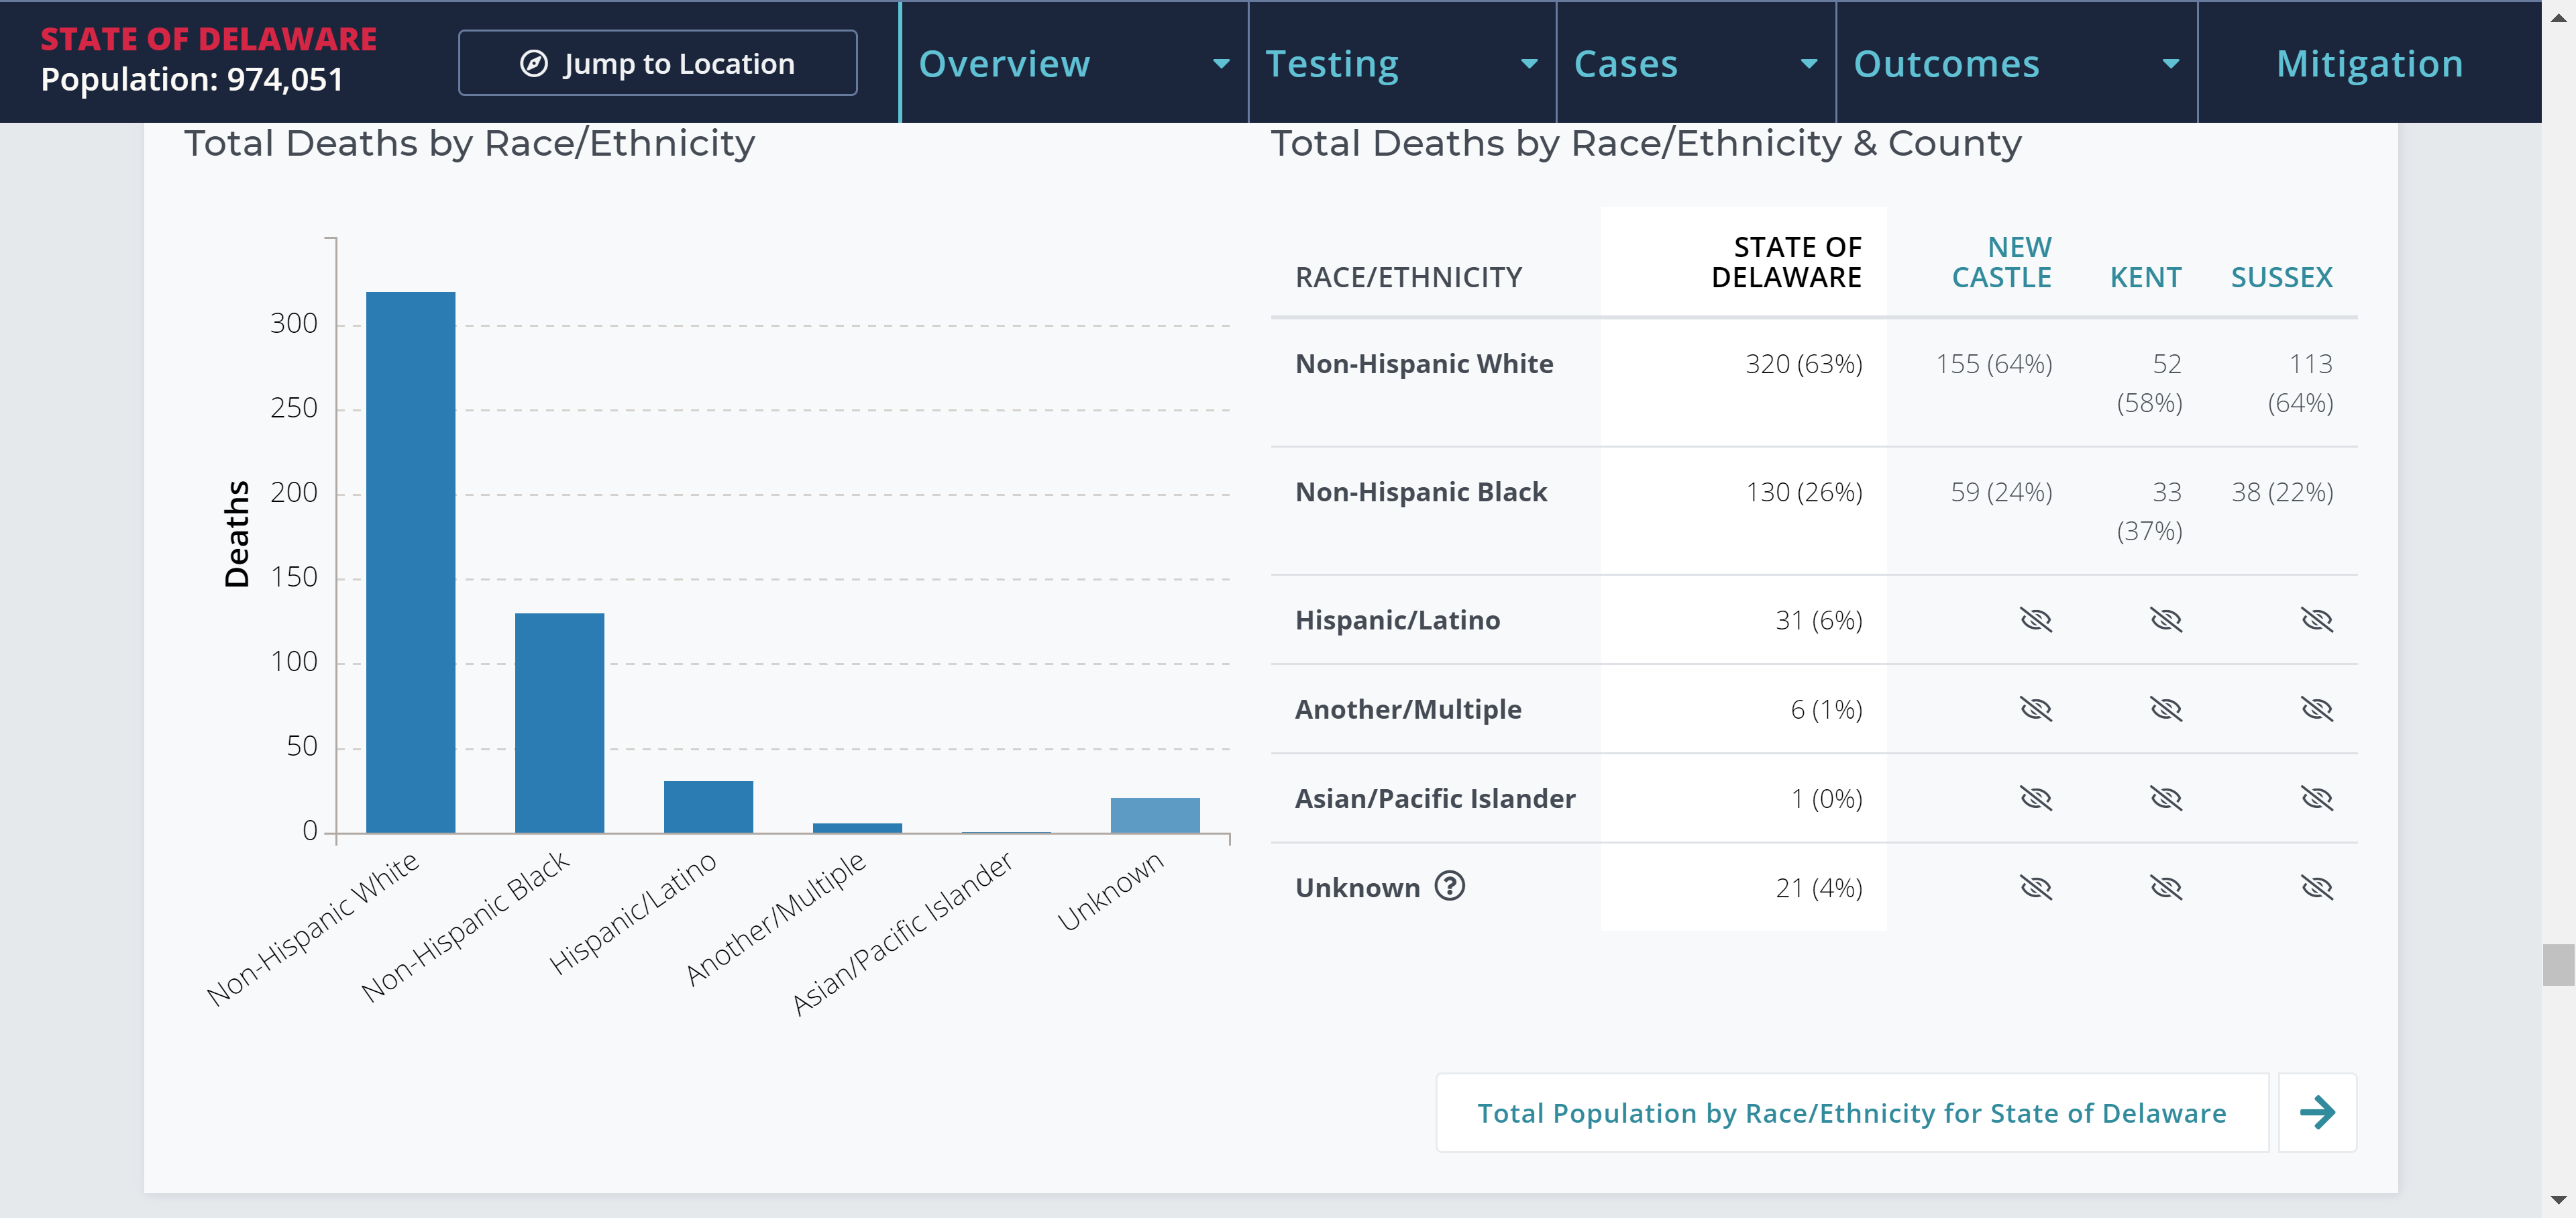 STATE OF DELAWARE
Population: 974,051
Jump to Location
Overview
Testing
Cases
Outcomes
Mitigation
Total Deaths by Race/Ethnicity
Deaths
300
250
200
150
100
50
0
Non-Hispanic White
Non-Hispanic Black
Hispanic/Latino
Another/Multiple
Asian/Pacific Islander
Unknown
Total Deaths by Race/Ethnicity & County
RACE/ETHNICITY
STATE OF
DELAWARE
NEW
CASTLE
KENT
SUSSEX
Non-Hispanic White
320 (63%)
155 (64%)
52
(58%)
113
(64%)
Non-Hispanic Black
130 (26%)
59 (24%)
33
(37%)
38 (22%)
Hispanic/Latino
31 (6%)
Another/Multiple
6 (1%)
Asian/Pacific Islander
1 (0%)
Unknown ?
21 (4%)
Total Population by Race/Ethnicity for State of Delaware